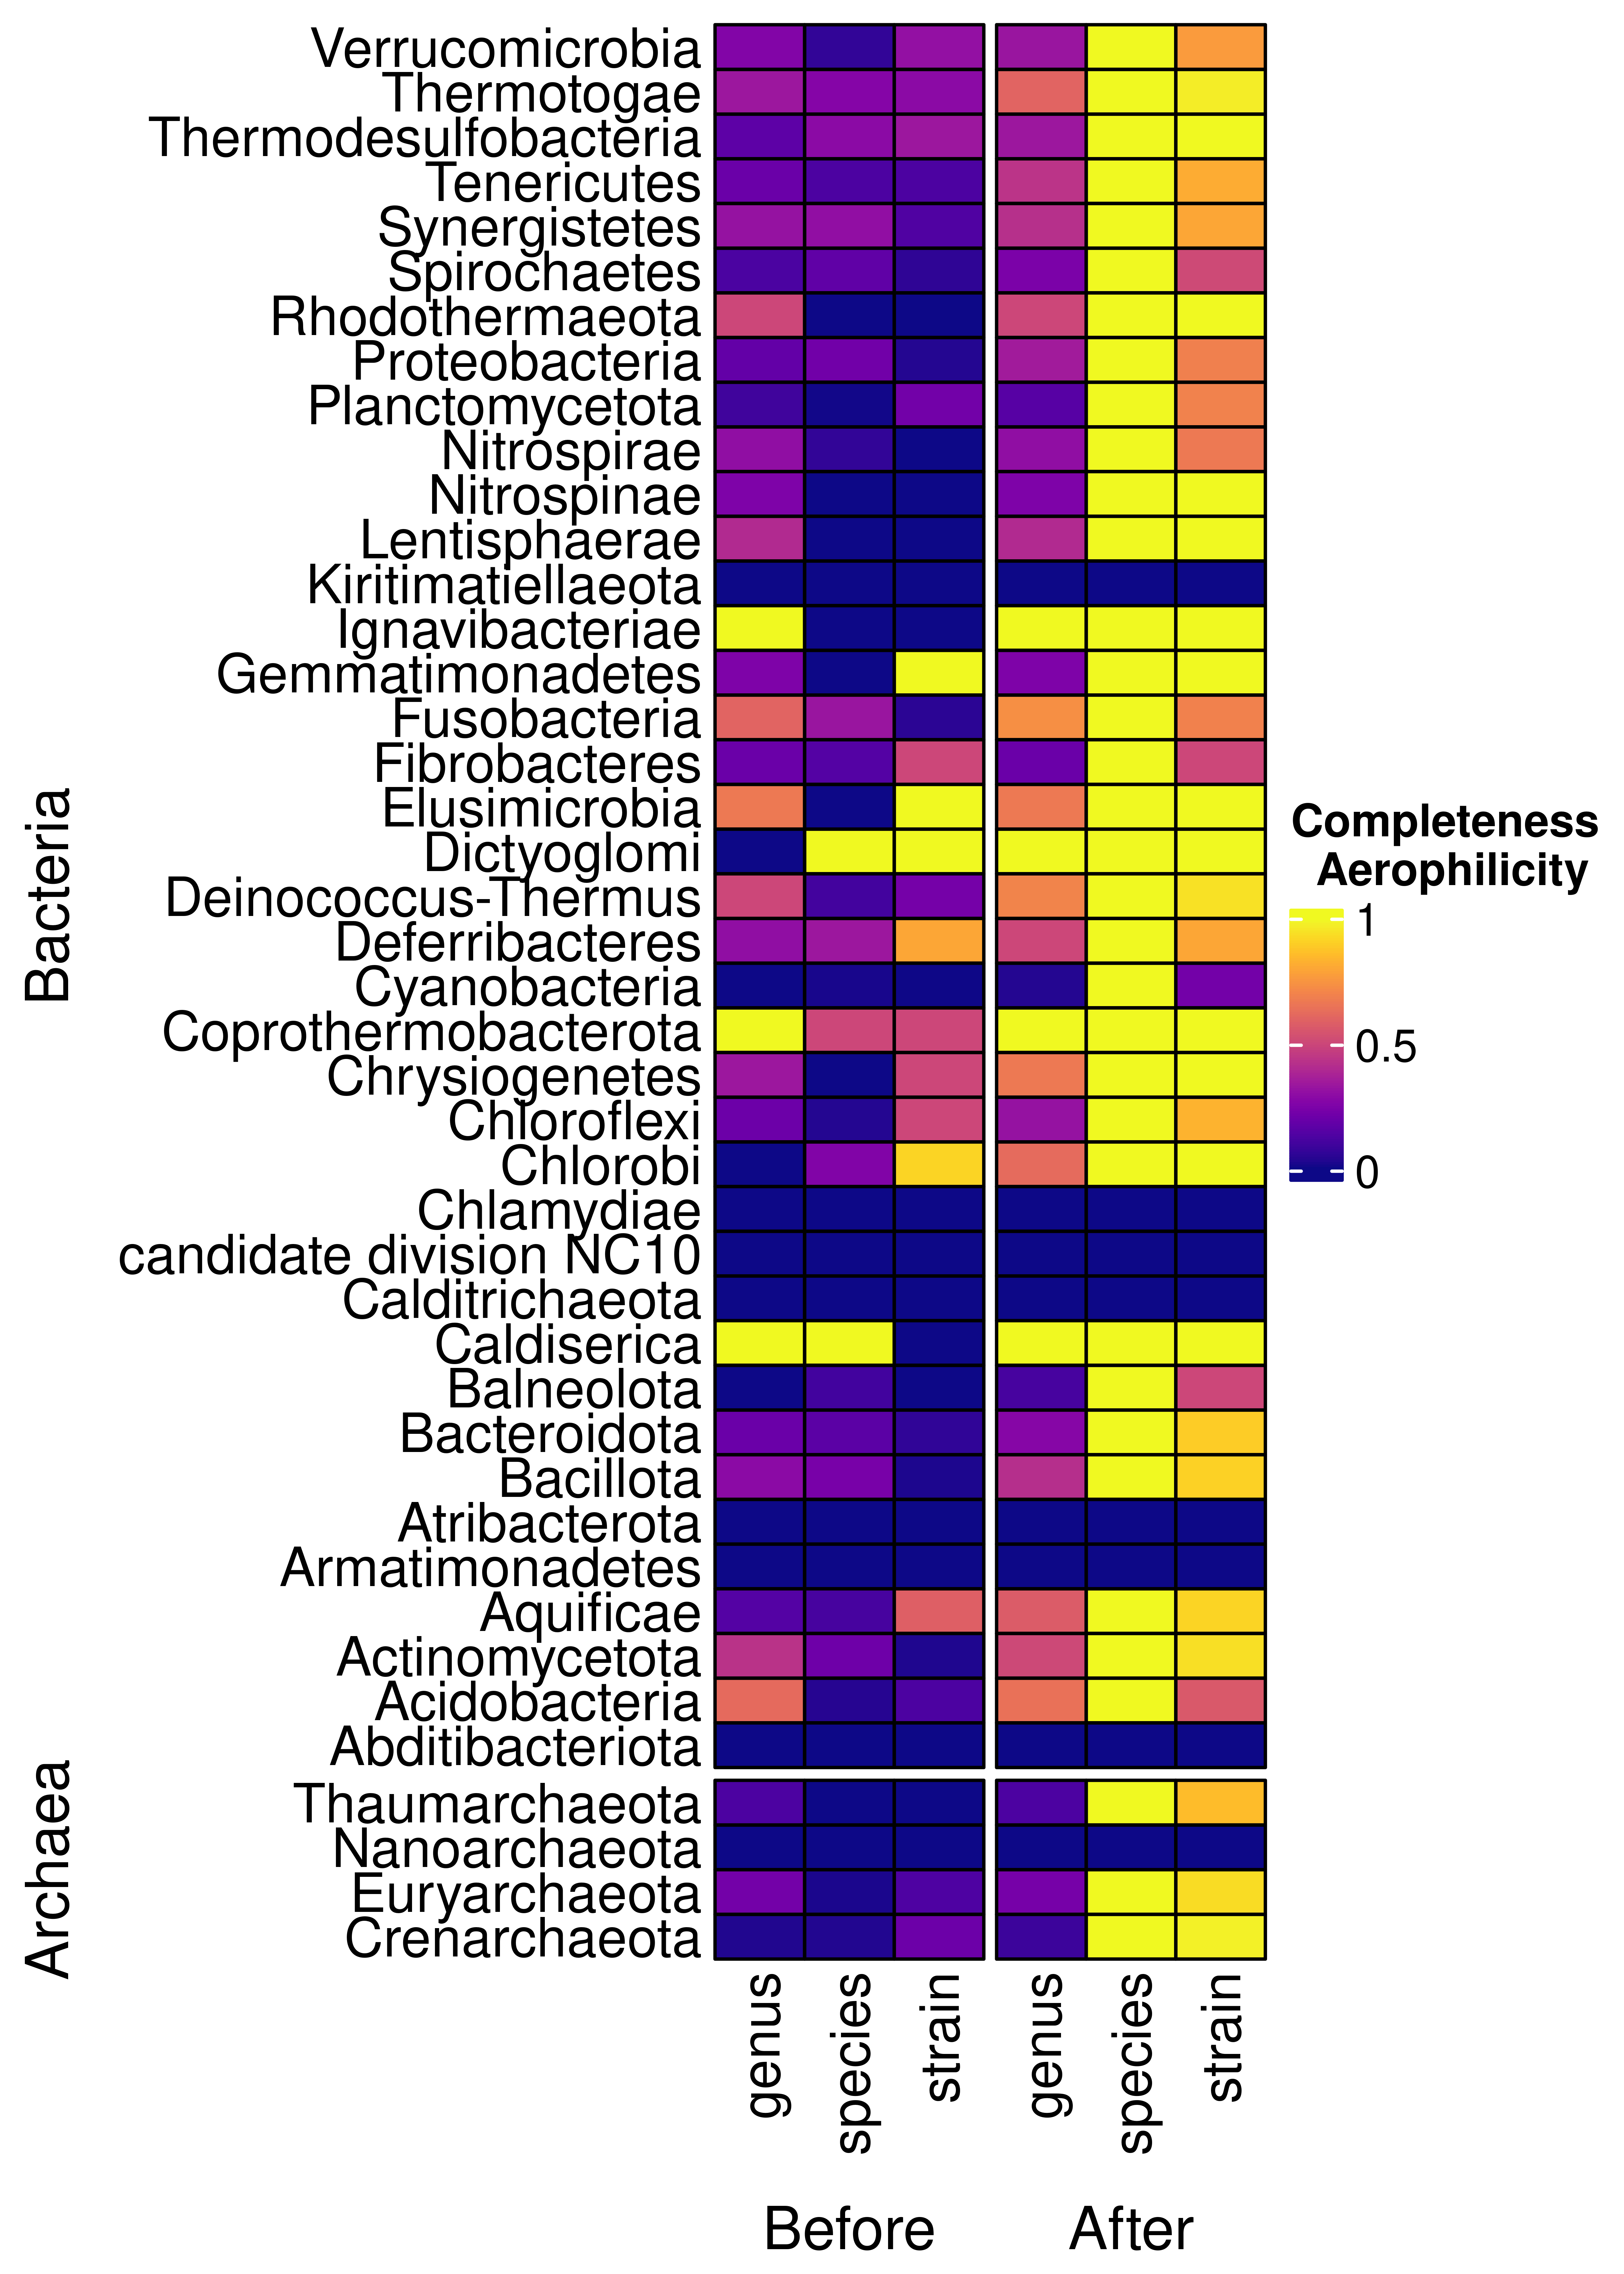 Verrucomicrobia
Thermotogae
Thermodesulfobacteria
Tenericutes
Synergistetes
Spirochaetes
Rhodothermaeota
Proteobacteria
Planctomycetota
Nitrospirae
Nitrospinae
Lentisphaerae
Kiritimatiellaeota
Ignavibacteriae
Gemmatimonadetes
Fusobacteria
Fibrobacteres
Elusimicrobia
Dictyoglomi
Deinococcus-Thermus
Deferribacteres
Cyanobacteria
Coprothermobacterota
Chrysiogenetes
Chloroflexi
Chlorobi
Chlamydiae
candidate division NC10
Calditrichaeota
Caldiserica
Balneolota
Bacteroidota
Bacillota
Atribacterota
Armatimonadetes
Aquificae
Actinomycetota
Acidobacteria
Abditibacteriota
Thaumarchaeota
Nanoarchaeota
Euryarchaeota
Crenarchaeota
Bacteria
Archaea
genus
species
strain
genus
species
strain
Before
After
Completeness
Aerophilicity
1
0.5
0